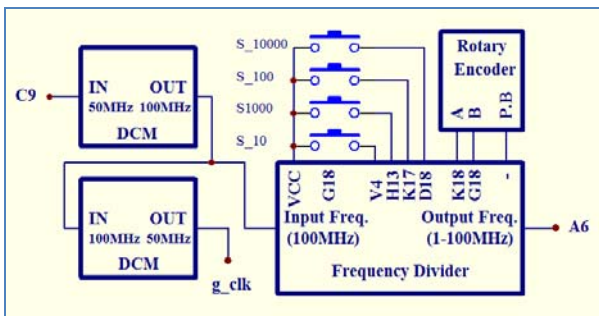 C9
IN OUT
50MHz 100MHz
DCM
IN OUT
100MHz 50MHz
DCM
g_clk
S_10000
S_100
S1000
S_10
Rotary
Encoder
A B P.B
VCC G18 V4 H13 K17 D18 K18 G18 -
Input Freq. Output Freq.
(100MHz) (1-100MHz)
Frequency Divider
A6